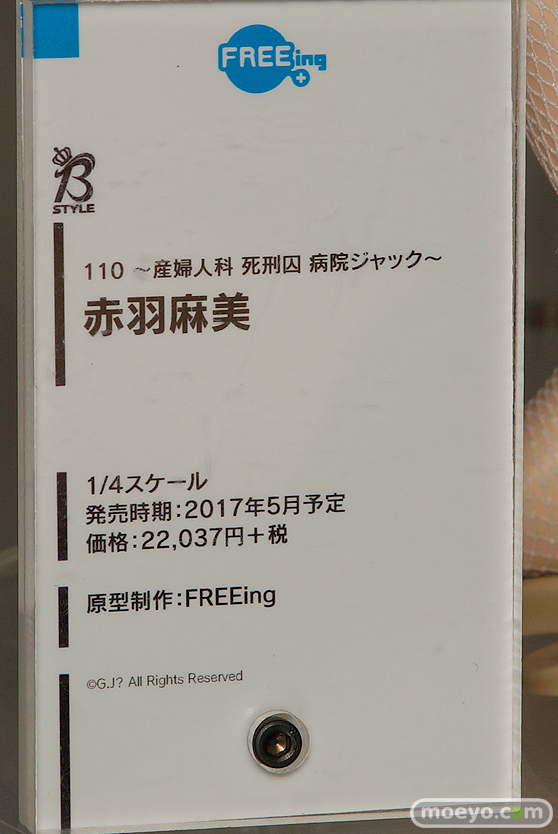 FREEing
B
STYLE
110 ～産婦人科 死刑囚 病院ジャック～
赤羽麻美
1/4スケール
発売時期:2017年5月予定
価格:22,037円+税
原型制作:FREEing
©G.J? All Rights Reserved
moeyo.com